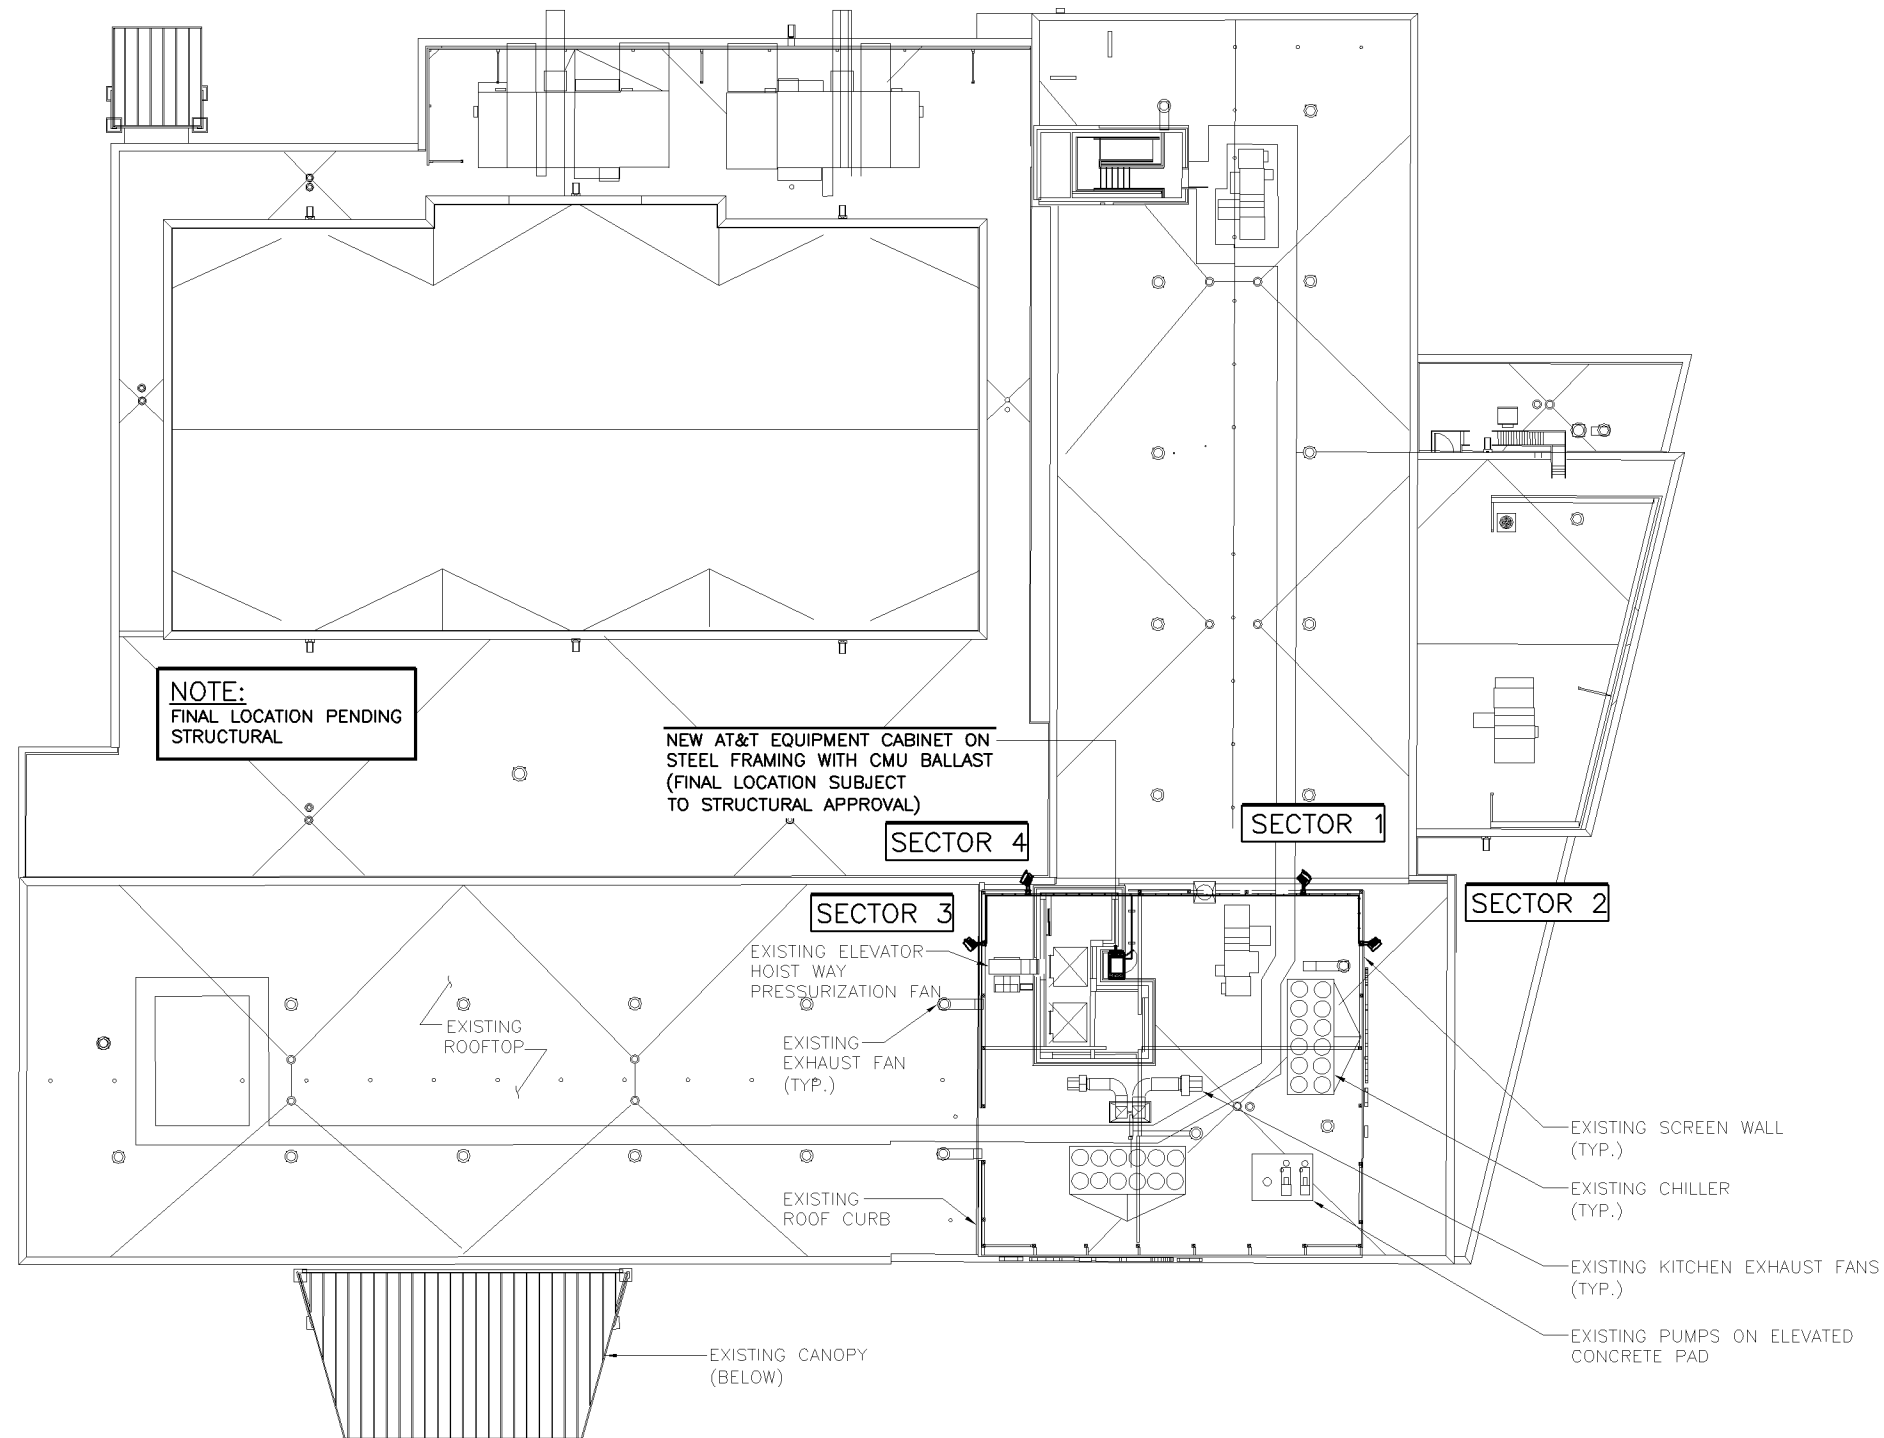 NOTE:
FINAL LOCATION PENDING
STRUCTURAL
NEW AT&T EQUIPMENT CABINET ON
STEEL FRAMING WITH CMU BALLAST
(FINAL LOCATION SUBJECT
TO STRUCTURAL APPROVAL)
SECTOR 4
SECTOR 1
SECTOR 3
SECTOR 2
EXISTING ELEVATOR
HOIST WAY
PRESSURIZATION FAN
EXISTING
ROOFTOP
EXISTING
EXHAUST FAN
(TYP.)
EXISTING
ROOF CURB
EXISTING SCREEN WALL
(TYP.)
EXISTING CHILLER
(TYP.)
EXISTING KITCHEN EXHAUST FANS
(TYP.)
EXISTING PUMPS ON ELEVATED
CONCRETE PAD
EXISTING CANOPY
(BELOW)